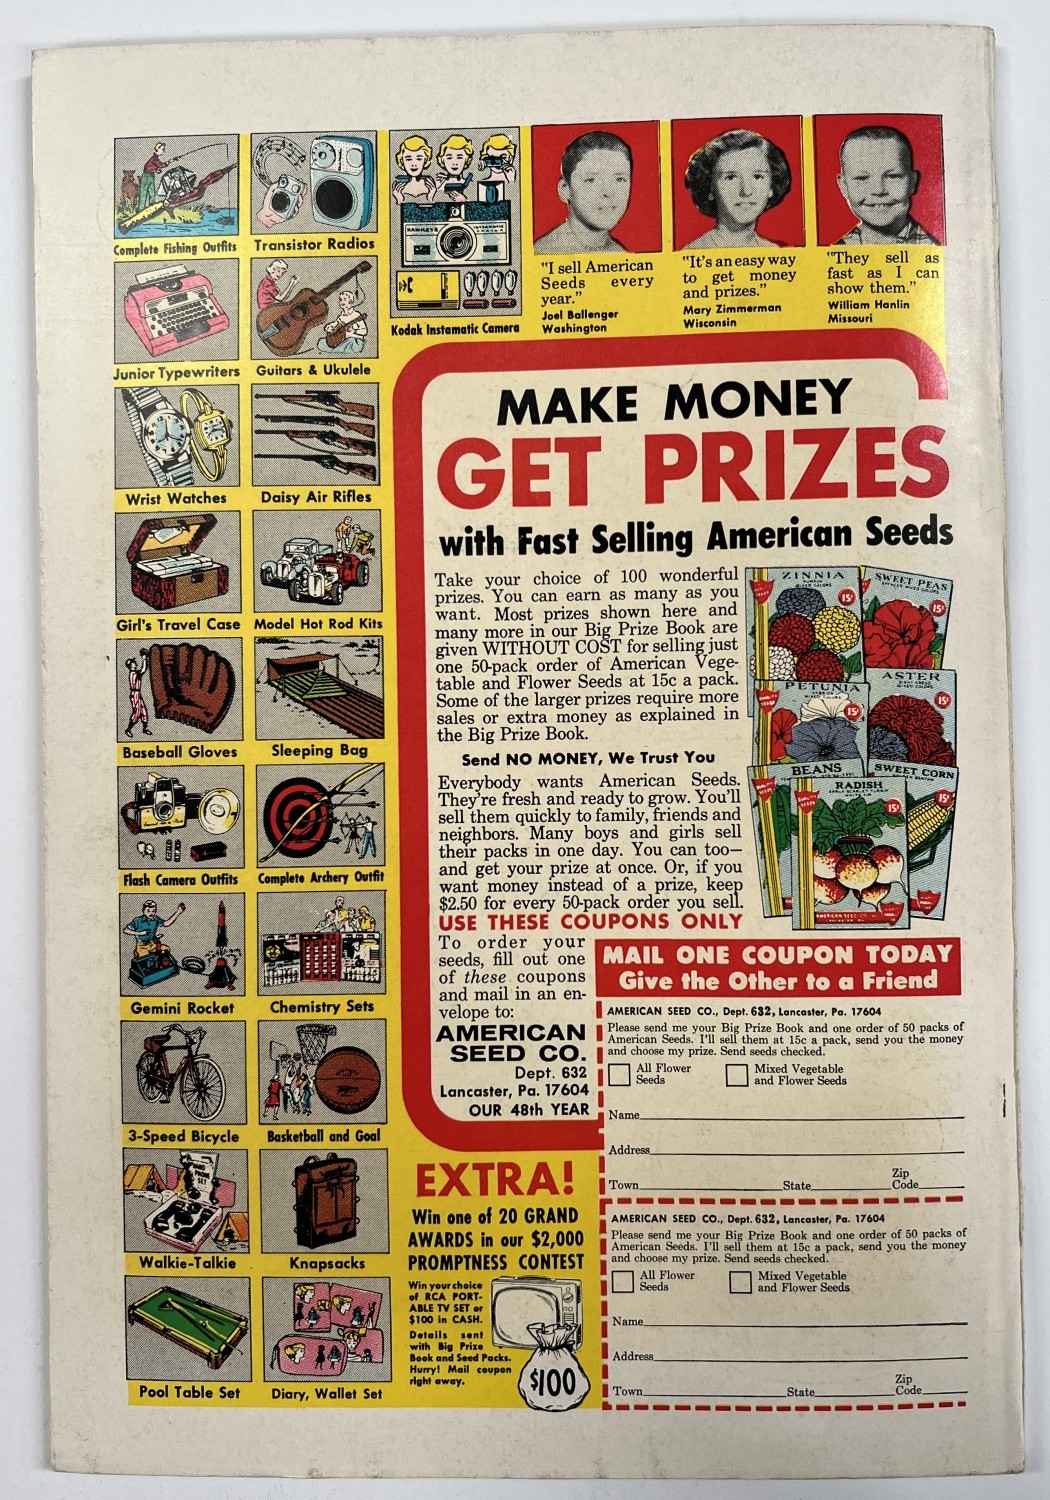 Complete Fishing Outfits
Transistor Radios
Kodak Instamatic Camera
Junior Typewriters
Guitars & Ukulele
Wrist Watches
Daisy Air Rifles
Girl's Travel Case
Model Hot Rod Kits
Baseball Gloves
Sleeping Bag
Flash Camera Outfits
Complete Archery Outfit
Gemini Rocket
Chemistry Sets
3-Speed Bicycle
Basketball and Goal
Walkie-Talkie
Knapsacks
Pool Table Set
Diary, Wallet Set
"I sell American
Seeds every
year."
Joel Ballenger
Washington
"It's an easy way
to get money
and prizes."
Mary Zimmerman
Wisconsin
"They sell as
fast as I can
show them."
William Hanlin
Missouri
MAKE MONEY
GET PRIZES
with Fast Selling American Seeds
Take your choice of 100 wonderful
prizes. You can earn as many as you
want. Most prizes shown here and
many more in our Big Prize Book are
given WITHOUT COST for selling just
one 50-pack order of American Vege-
table and Flower Seeds at 15c a pack.
Some of the larger prizes require more
sales or extra money as explained in
the Big Prize Book.
Send NO MONEY, We Trust You
Everybody wants American Seeds.
They're fresh and ready to grow. You'll
sell them quickly to family, friends and
neighbors. Many boys and girls sell
their packs in one day. You can too—
and get your prize at once. Or, if you
want money instead of a prize, keep
$2.50 for every 50-pack order you sell.
USE THESE COUPONS ONLY
To order your
seeds, fill out one
of these coupons
and mail in an en-
velope to:
AMERICAN
SEED CO.
Dept. 632
Lancaster, Pa. 17604
OUR 48th YEAR
ZINNIA
MIXED COLORS
15¢
SWEET PEAS
15¢
PETUNIA
MIXED COLORS
15¢
ASTER
MIXED COLORS
15¢
BEANS
SWEET CORN
15¢
RADISH
15¢
AMERICAN SEED CO.
MAIL ONE COUPON TODAY
Give the Other to a Friend
AMERICAN SEED CO., Dept. 632, Lancaster, Pa. 17604
Please send me your Big Prize Book and one order of 50 packs of
American Seeds. I'll sell them at 15c a pack, send you the money
and choose my prize. Send seeds checked.
All Flower
Seeds
Mixed Vegetable
and Flower Seeds
Name
Address
Town State Zip
Code
AMERICAN SEED CO., Dept. 632, Lancaster, Pa. 17604
Please send me your Big Prize Book and one order of 50 packs of
American Seeds. I'll sell them at 15c a pack, send you the money
and choose my prize. Send seeds checked.
All Flower
Seeds
Mixed Vegetable
and Flower Seeds
Name
Address
Town State Zip
Code
EXTRA!
Win one of 20 GRAND
AWARDS in our $2,000
PROMPTNESS CONTEST
Win your choice
of RCA PORT-
ABLE TV SET or
$100 in CASH.
Details sent
with Big Prize
Book and Seed Packs.
Hurry! Mail coupon
right away.
$100